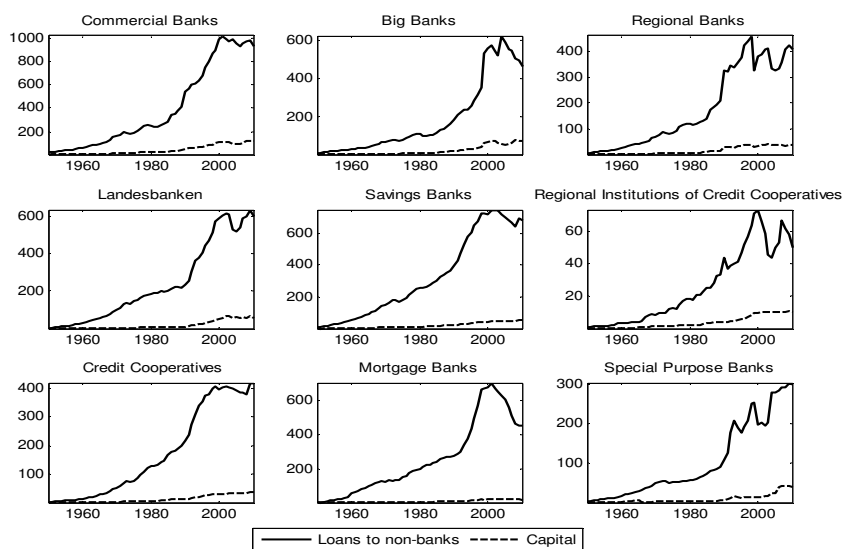 Commercial Banks
1000
800
600
400
200
1960 1980 2000
Big Banks
600
400
200
1960 1980 2000
Regional Banks
400
300
200
100
1960 1980 2000
Landesbanken
600
400
200
1960 1980 2000
Savings Banks
600
400
200
1960 1980 2000
Regional Institutions of Credit Cooperatives
60
40
20
1960 1980 2000
Credit Cooperatives
400
300
200
100
1960 1980 2000
Mortgage Banks
600
400
200
1960 1980 2000
Special Purpose Banks
300
200
100
1960 1980 2000
Loans to non-banks Capital